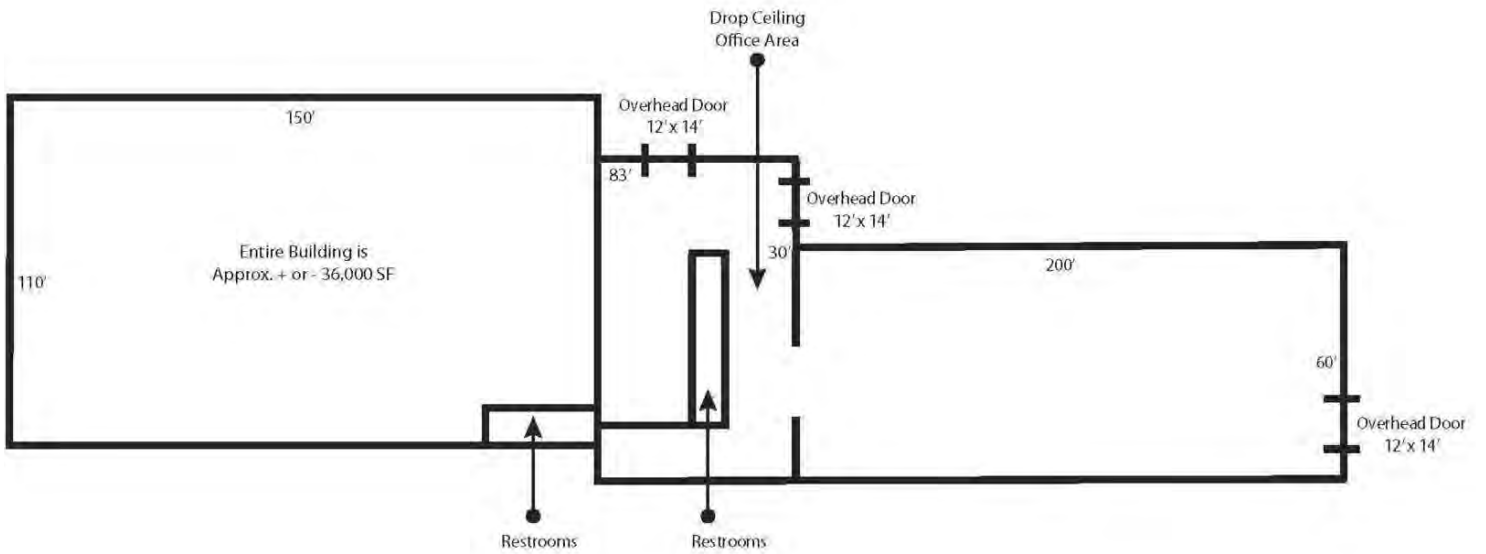 Drop Ceiling
Office Area
Overhead Door
12'x 14'
150'
83'
Overhead Door
12'x 14'
Entire Building is
Approx. + or - 36,000 SF
30'
200'
110'
60'
Overhead Door
12'x 14'
Restrooms
Restrooms